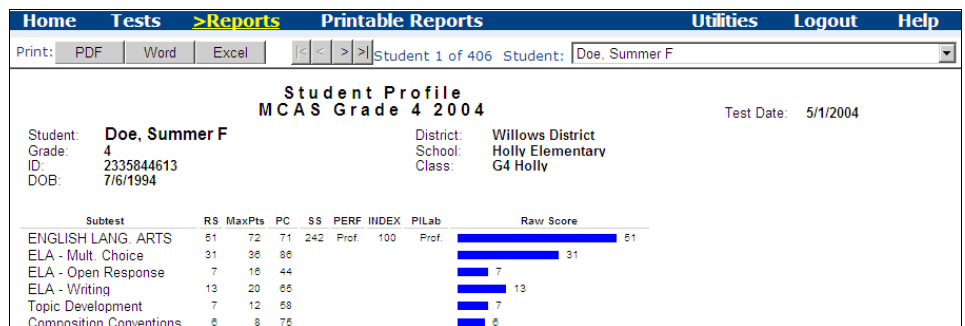 Home Tests >Reports Printable Reports Utilities Logout Help
Print: PDF Word Excel |< < > >| Student 1 of 406 Student: Doe, Summer F
Student Profile
MCAS Grade 4 2004
Test Date: 5/1/2004
Student: Doe, Summer F District: Willows District
Grade: 4 School: Holly Elementary
ID: 2335844613 Class: G4 Holly
DOB: 7/6/1994
Subtest RS MaxPts PC SS PERF INDEX PILab Raw Score
ENGLISH LANG. ARTS 51 72 71 242 Prof. 100 Prof. 51
ELA - Mult. Choice 31 36 86 31
ELA - Open Response 7 16 44 7
ELA - Writing 13 20 65 13
Topic Development 7 12 58 7
Composition Conventions 6 8 75 6